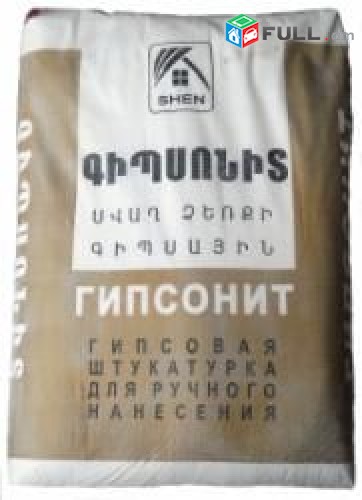 FULL.am
SHEN
ԳԻՊՍՈՆԻՏ
ՍՎԱՂ ՁԵՌՔԻ
ԳԻՊՍԱՅԻՆ
ГИПСОНИТ
ГИПСОВАЯ
ШТУКАТУРКА
ДЛЯ РУЧНОГО
НАНЕСЕНИЯ